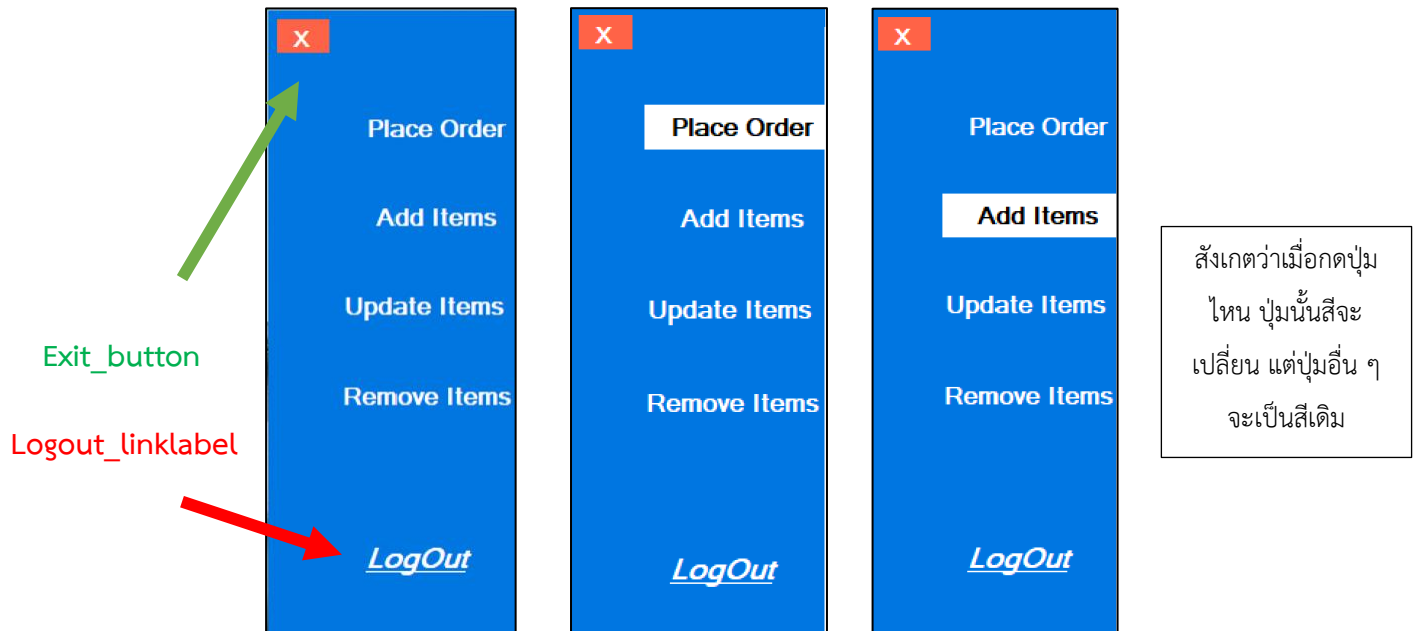 X
Place Order
Add Items
Update Items
Remove Items
LogOut
X
Place Order
Add Items
Update Items
Remove Items
LogOut
X
Place Order
Add Items
Update Items
Remove Items
LogOut
Exit_button
Logout_linklabel
สังเกตว่าเมื่อกดปุ่ม
ไหน ปุ่มนั้นสีจะ
เปลี่ยน แต่ปุ่มอื่น ๆ
จะเป็นสีเดิม